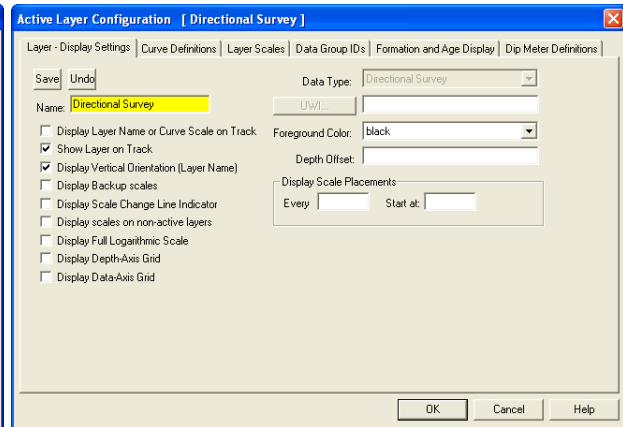 Active Layer Configuration [ Directional Survey ]
Layer - Display Settings Curve Definitions Layer Scales Data Group IDs Formation and Age Display Dip Meter Definitions
Save Undo
Name: Directional Survey
Display Layer Name or Curve Scale on Track
Show Layer on Track
Display Vertical Orientation (Layer Name)
Display Backup scales
Display Scale Change Line Indicator
Display scales on non-active layers
Display Full Logarithmic Scale
Display Depth-Axis Grid
Display Data-Axis Grid
Data Type: Directional Survey
UWI...
Foreground Color: black
Depth Offset:
Display Scale Placements
Every Start at:
OK Cancel Help